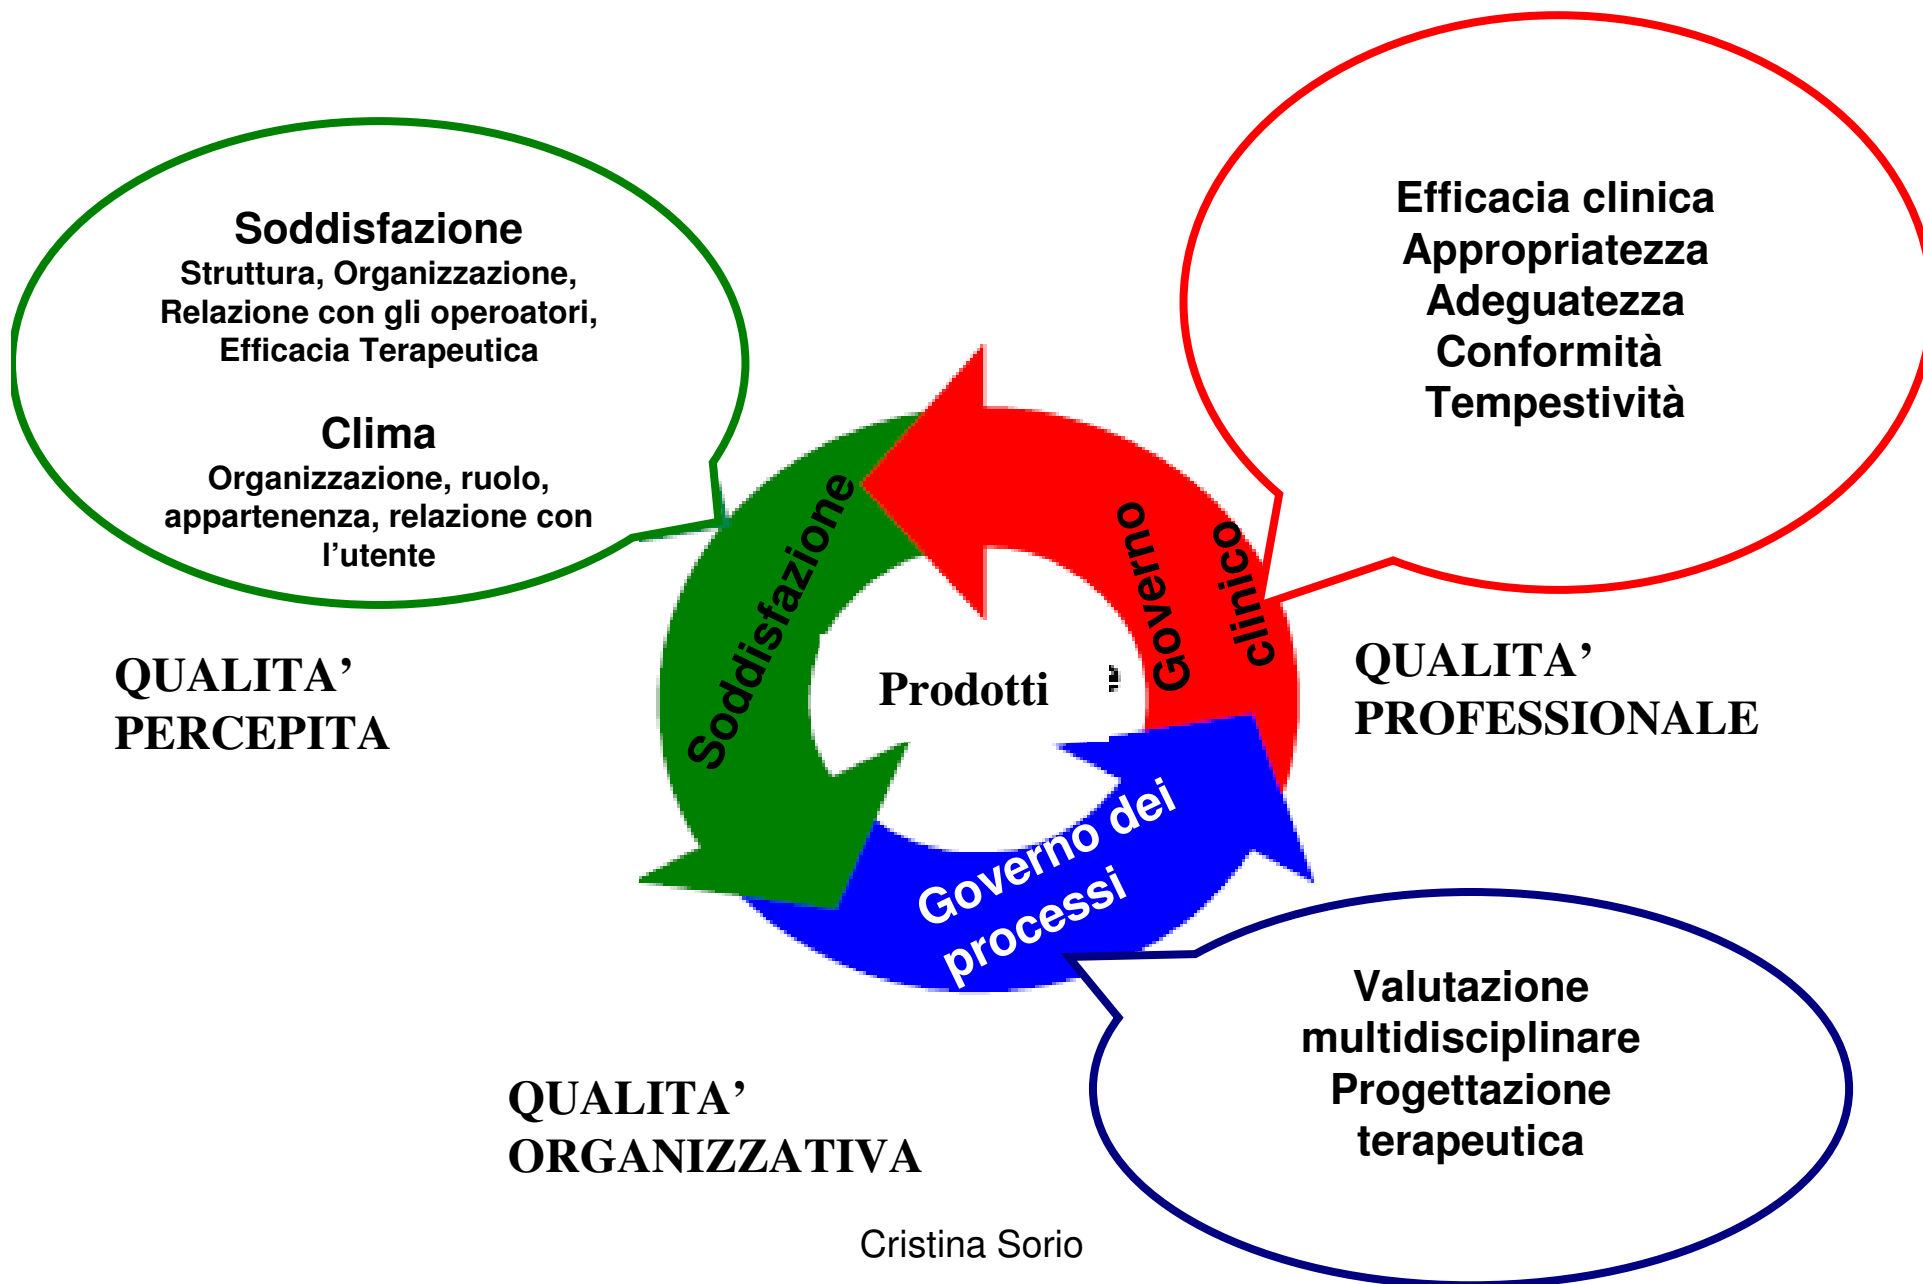 Soddisfazione
Struttura, Organizzazione,
Relazione con gli operoatori,
Efficacia Terapeutica
Clima
Organizzazione, ruolo,
appartenenza, relazione con
l’utente
Efficacia clinica
Appropriatezza
Adeguatezza
Conformità
Tempestività
Soddisfazione
Governo
clinico
Prodotti
QUALITA’
PERCEPITA
QUALITA’
PROFESSIONALE
Governo dei
processi
Valutazione
multidisciplinare
Progettazione
terapeutica
QUALITA’
ORGANIZZATIVA
Cristina Sorio